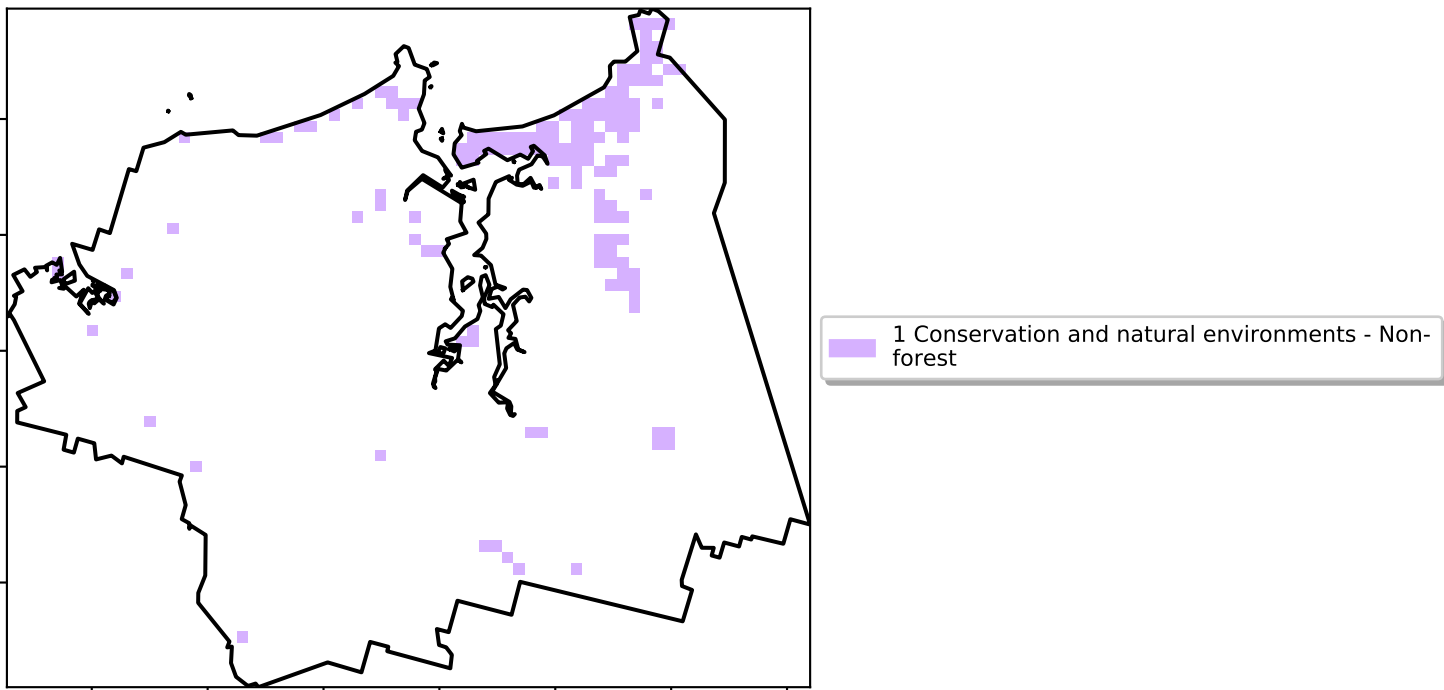 1 Conservation and natural environments - Non-
forest